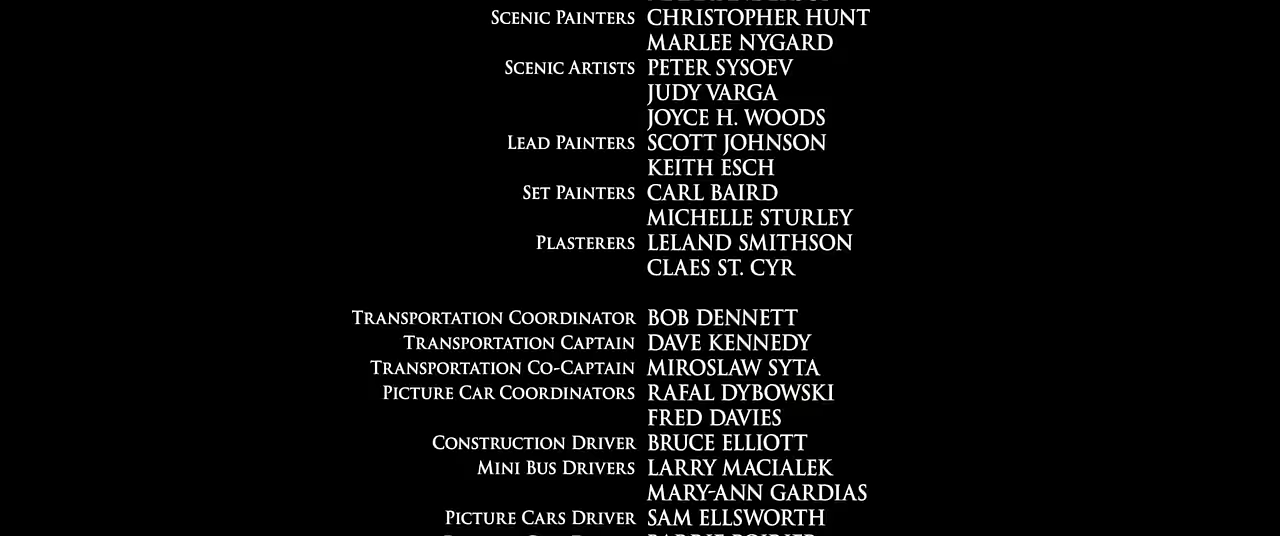 Scenic Painters CHRISTOPHER HUNT
MARLEE NYGARD
Scenic Artists PETER SYSOEV
JUDY VARGA
JOYCE H. WOODS
Lead Painters SCOTT JOHNSON
KEITH ESCH
Set Painters CARL BAIRD
MICHELLE STURLEY
Plasterers LELAND SMITHSON
CLAES ST. CYR
Transportation Coordinator BOB DENNETT
Transportation Captain DAVE KENNEDY
Transportation Co-Captain MIROSLAW SYTA
Picture Car Coordinators RAFAL DYBOWSKI
FRED DAVIES
Construction Driver BRUCE ELLIOTT
Mini Bus Drivers LARRY MACIALEK
MARY-ANN GARDIAS
Picture Cars Driver SAM ELLSWORTH